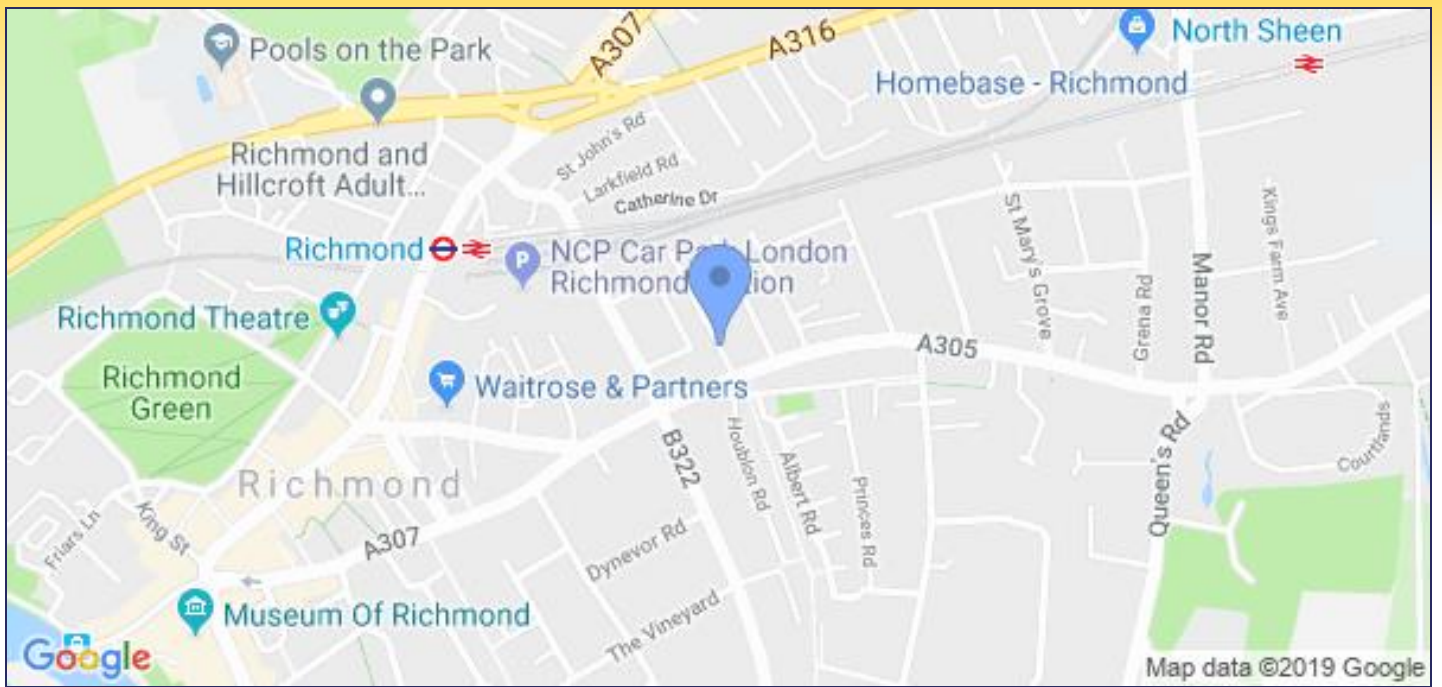 Pools on the Park
A307
A316
North Sheen
Homebase - Richmond
Richmond and
Hillcroft Adult...
St John's Rd
Larkfield Rd
Catherine Dr
Richmond
NCP Car Park London
Richmond Station
St Mary's Grove
Grena Rd
Manor Rd
Kings Farm Ave
Richmond Theatre
A305
Richmond
Green
Waitrose & Partners
B322
Houblon Rd
Albert Rd
Princes Rd
Queen's Rd
Courtlands
Richmond
Friars Ln
King St
A307
Dynevor Rd
The Vineyard
Museum Of Richmond
Google
Map data ©2019 Google